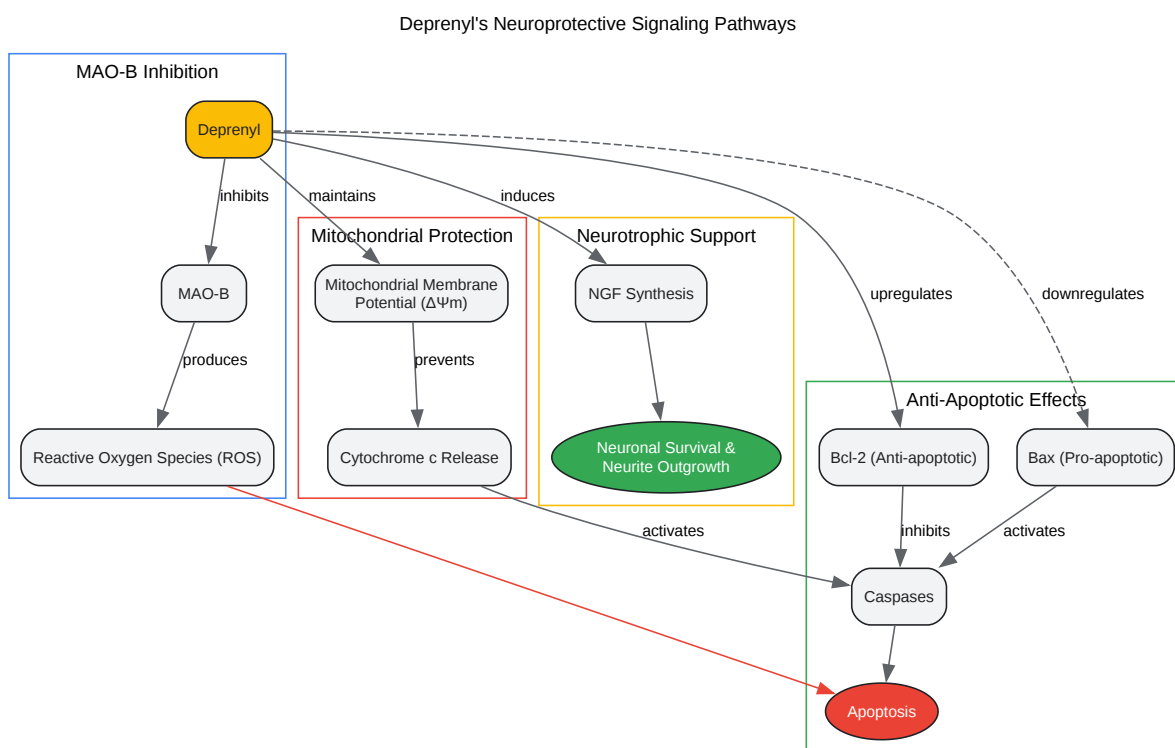 Deprenyl's Neuroprotective Signaling Pathways
MAO-B Inhibition
Deprenyl
inhibits
maintains
induces
Mitochondrial Protection
Neurotrophic Support
MAO-B
Mitochondrial Membrane
Potential (ΔΨm)
NGF Synthesis
upregulates
downregulates
produces
prevents
Anti-Apoptotic Effects
Reactive Oxygen Species (ROS)
Cytochrome c Release
Neuronal Survival &
Neurite Outgrowth
Bcl-2 (Anti-apoptotic)
Bax (Pro-apoptotic)
activates
inhibits
activates
Caspases
Apoptosis